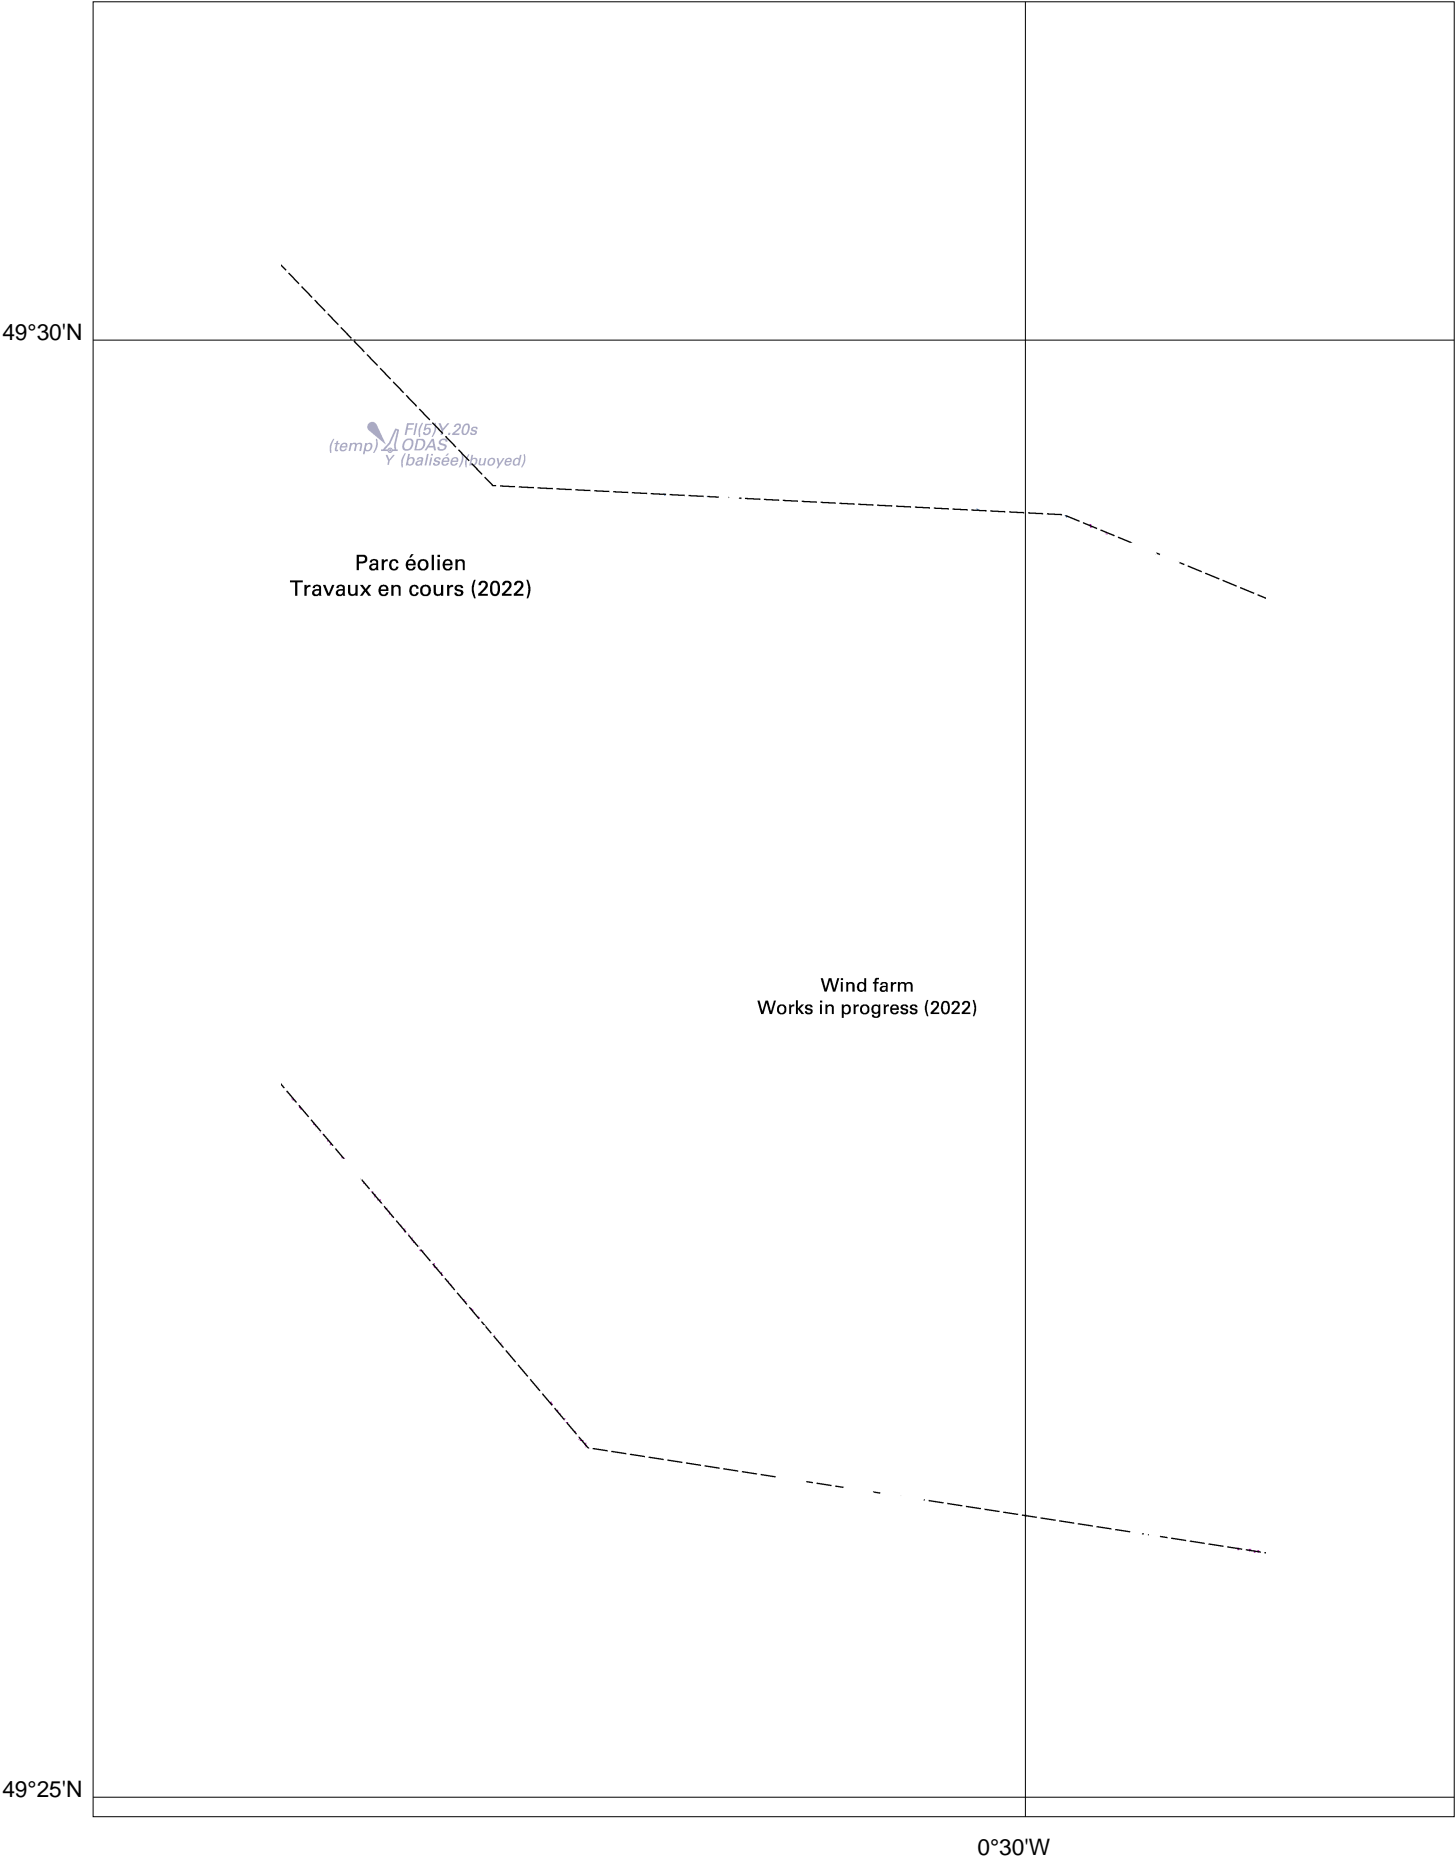 49°30'N
Fl(5)Y.20s
(temp) ODAS
Y (balisée)(buoyed)
Parc éolien
Travaux en cours (2022)
Wind farm
Works in progress (2022)
49°25'N
0°30'W